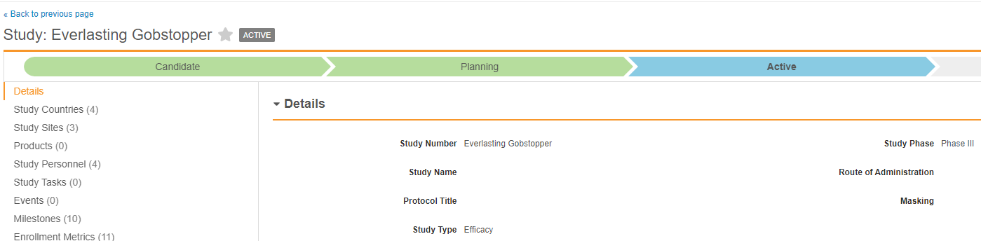 « Back to previous page
Study: Everlasting Gobstopper ACTIVE
Candidate Planning Active
Details
Study Countries (4)
Study Sites (3)
Products (0)
Study Personnel (4)
Study Tasks (0)
Events (0)
Milestones (10)
Enrollment Metrics (11)
Details
Study Number Everlasting Gobstopper Study Phase Phase III
Study Name Route of Administration
Protocol Title Masking
Study Type Efficacy